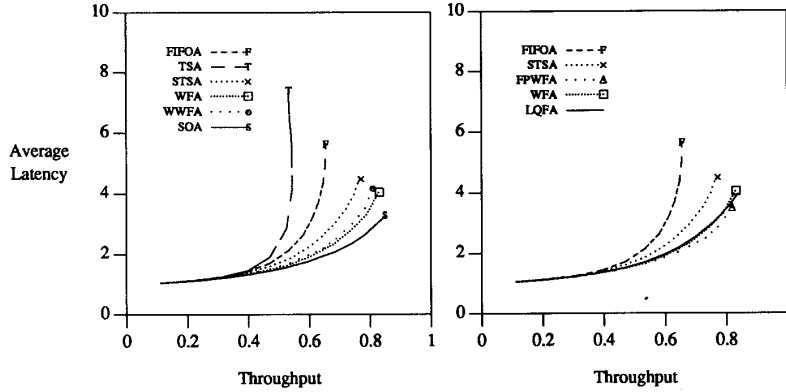 10
8
6
4
2
0
Average
Latency
FIFOA F
TSA T
STSA
WFA
WWFA
SOA S
T
F
S
0 0.2 0.4 0.6 0.8 1
Throughput
10
8
6
4
2
0
FIFOA F
STSA
FPWFA
WFA
LQFA
F
0 0.2 0.4 0.6 0.8
Throughput